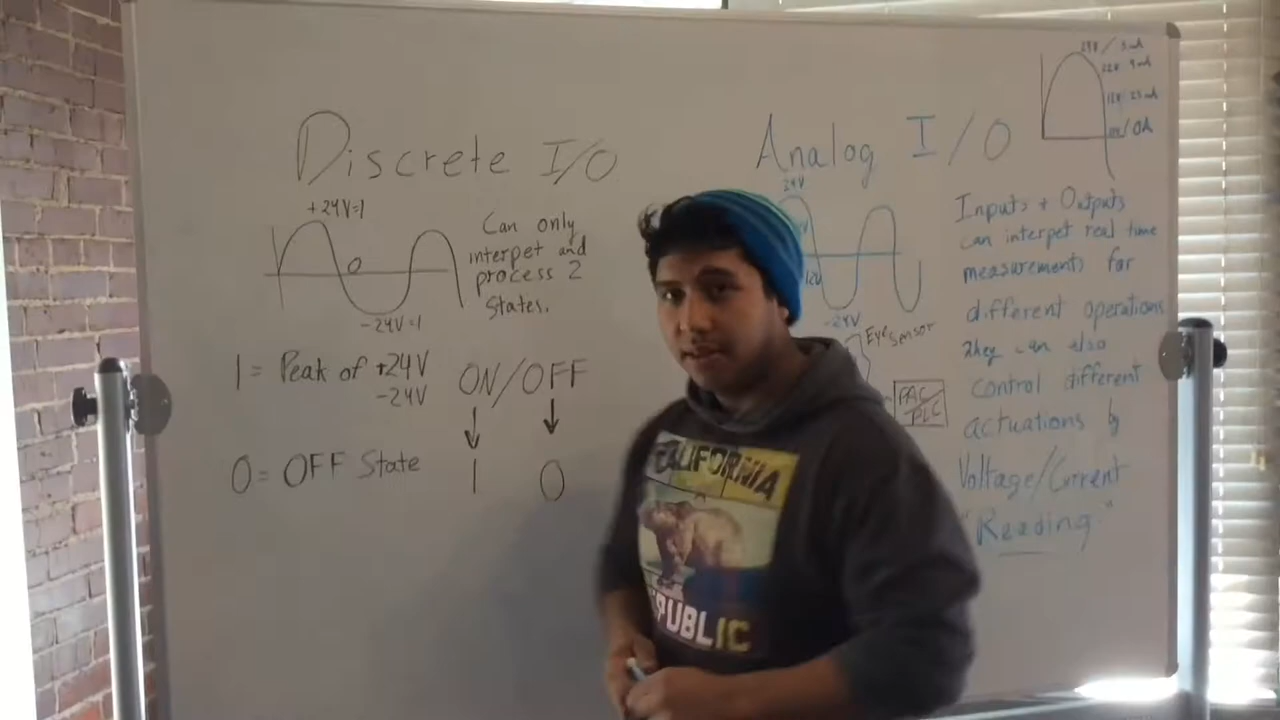 Discrete I/O
+24V=1
0
-24V=1
Can only
interpet and
process 2
States.
1 = Peak of +24V
-24V
0 = OFF State
ON/OFF
1 0
Analog I/O
24V
12V
-24V
Eye Sensor
PAC
PLC
Inputs + Outputs
can interpet real time
measurements for
different operations
They can also
control different
actuations by
Voltage/Current
"Reading."
CALIFORNIA
REPUBLIC